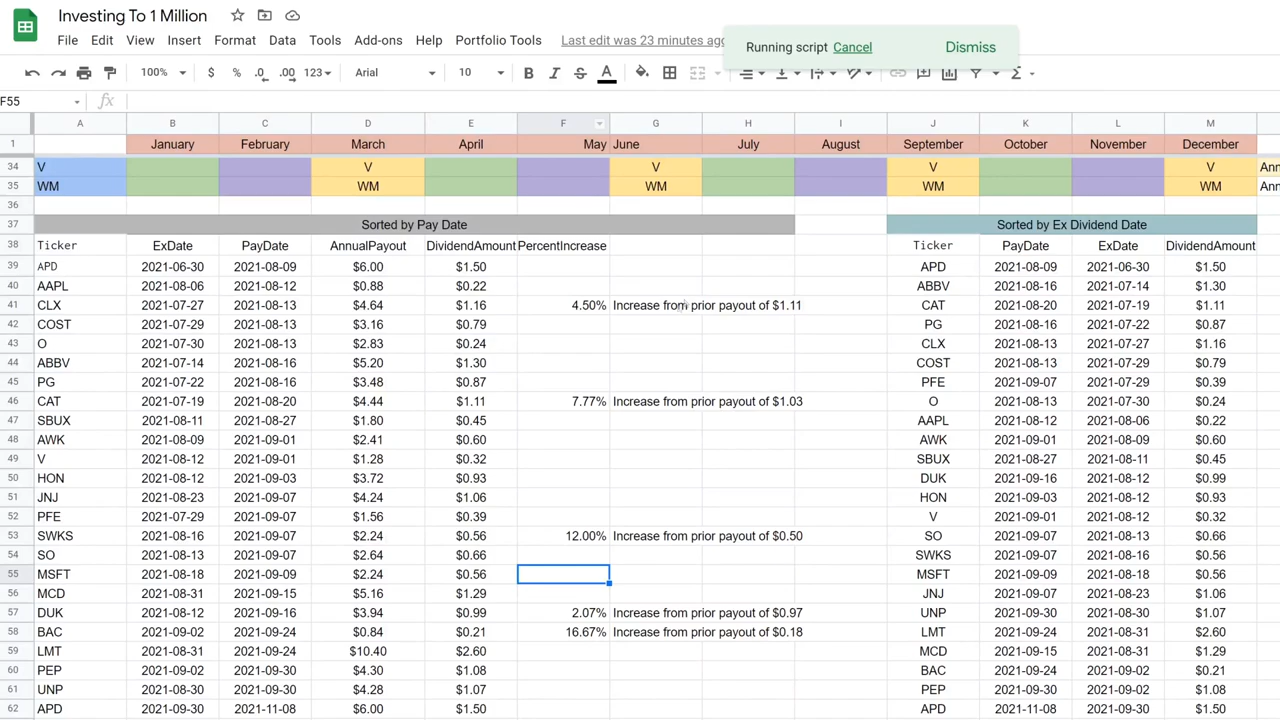 Investing To 1 Million
File Edit View Insert Format Data Tools Add-ons Help Portfolio Tools Last edit was 23 minutes ago
Running script Cancel Dismiss
100% $ % .0 .00 123 Arial 10 B I S A
F55 fx
A B C D E F G H I J K L M
1 January February March April May June July August September October November December
34 V V V V V Ann
35 WM WM WM WM WM Ann
36
37 Sorted by Pay Date Sorted by Ex Dividend Date
38 Ticker ExDate PayDate AnnualPayout DividendAmount PercentIncrease Ticker PayDate ExDate DividendAmount
39 APD 2021-06-30 2021-08-09 $6.00 $1.50 APD 2021-08-09 2021-06-30 $1.50
40 AAPL 2021-08-06 2021-08-12 $0.88 $0.22 ABBV 2021-08-16 2021-07-14 $1.30
41 CLX 2021-07-27 2021-08-13 $4.64 $1.16 4.50% Increase from prior payout of $1.11 CAT 2021-08-20 2021-07-19 $1.11
42 COST 2021-07-29 2021-08-13 $3.16 $0.79 PG 2021-08-16 2021-07-22 $0.87
43 O 2021-07-30 2021-08-13 $2.83 $0.24 CLX 2021-08-13 2021-07-27 $1.16
44 ABBV 2021-07-14 2021-08-16 $5.20 $1.30 COST 2021-08-13 2021-07-29 $0.79
45 PG 2021-07-22 2021-08-16 $3.48 $0.87 PFE 2021-09-07 2021-07-29 $0.39
46 CAT 2021-07-19 2021-08-20 $4.44 $1.11 7.77% Increase from prior payout of $1.03 O 2021-08-13 2021-07-30 $0.24
47 SBUX 2021-08-11 2021-08-27 $1.80 $0.45 AAPL 2021-08-12 2021-08-06 $0.22
48 AWK 2021-08-09 2021-09-01 $2.41 $0.60 AWK 2021-09-01 2021-08-09 $0.60
49 V 2021-08-12 2021-09-01 $1.28 $0.32 SBUX 2021-08-27 2021-08-11 $0.45
50 HON 2021-08-12 2021-09-03 $3.72 $0.93 DUK 2021-09-16 2021-08-12 $0.99
51 JNJ 2021-08-23 2021-09-07 $4.24 $1.06 HON 2021-09-03 2021-08-12 $0.93
52 PFE 2021-07-29 2021-09-07 $1.56 $0.39 V 2021-09-01 2021-08-12 $0.32
53 SWKS 2021-08-16 2021-09-07 $2.24 $0.56 12.00% Increase from prior payout of $0.50 SO 2021-09-07 2021-08-13 $0.66
54 SO 2021-08-13 2021-09-07 $2.64 $0.66 SWKS 2021-09-07 2021-08-16 $0.56
55 MSFT 2021-08-18 2021-09-09 $2.24 $0.56 MSFT 2021-09-09 2021-08-18 $0.56
56 MCD 2021-08-31 2021-09-15 $5.16 $1.29 JNJ 2021-09-07 2021-08-23 $1.06
57 DUK 2021-08-12 2021-09-16 $3.94 $0.99 2.07% Increase from prior payout of $0.97 UNP 2021-09-30 2021-08-30 $1.07
58 BAC 2021-09-02 2021-09-24 $0.84 $0.21 16.67% Increase from prior payout of $0.18 LMT 2021-09-24 2021-08-31 $2.60
59 LMT 2021-08-31 2021-09-24 $10.40 $2.60 MCD 2021-09-15 2021-08-31 $1.29
60 PEP 2021-09-02 2021-09-30 $4.30 $1.08 BAC 2021-09-24 2021-09-02 $0.21
61 UNP 2021-08-30 2021-09-30 $4.28 $1.07 PEP 2021-09-30 2021-09-02 $1.08
62 APD 2021-09-30 2021-11-08 $6.00 $1.50 APD 2021-11-08 2021-09-30 $1.50